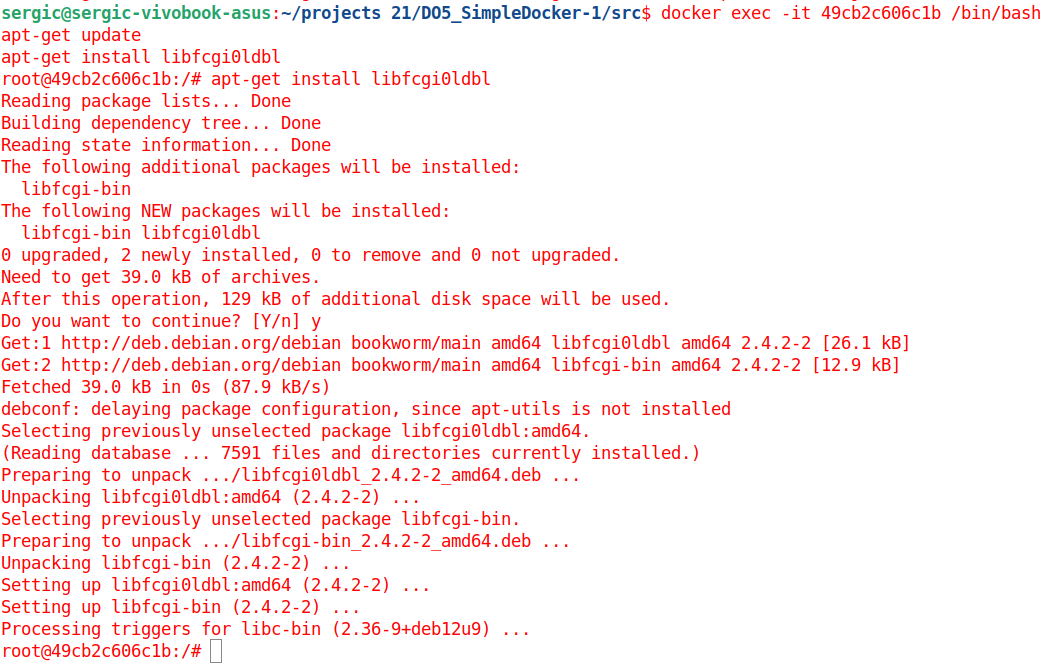 sergic@sergic-vivobook-asus:~/projects 21/DO5_SimpleDocker-1/src$ docker exec -it 49cb2c606c1b /bin/bash
apt-get update
apt-get install libfcgi0ldbl
root@49cb2c606c1b:/# apt-get install libfcgi0ldbl
Reading package lists... Done
Building dependency tree... Done
Reading state information... Done
The following additional packages will be installed:
  libfcgi-bin
The following NEW packages will be installed:
  libfcgi-bin libfcgi0ldbl
0 upgraded, 2 newly installed, 0 to remove and 0 not upgraded.
Need to get 39.0 kB of archives.
After this operation, 129 kB of additional disk space will be used.
Do you want to continue? [Y/n] y
Get:1 http://deb.debian.org/debian bookworm/main amd64 libfcgi0ldbl amd64 2.4.2-2 [26.1 kB]
Get:2 http://deb.debian.org/debian bookworm/main amd64 libfcgi-bin amd64 2.4.2-2 [12.9 kB]
Fetched 39.0 kB in 0s (87.9 kB/s)
debconf: delaying package configuration, since apt-utils is not installed
Selecting previously unselected package libfcgi0ldbl:amd64.
(Reading database ... 7591 files and directories currently installed.)
Preparing to unpack .../libfcgi0ldbl_2.4.2-2_amd64.deb ...
Unpacking libfcgi0ldbl:amd64 (2.4.2-2) ...
Selecting previously unselected package libfcgi-bin.
Preparing to unpack .../libfcgi-bin_2.4.2-2_amd64.deb ...
Unpacking libfcgi-bin (2.4.2-2) ...
Setting up libfcgi0ldbl:amd64 (2.4.2-2) ...
Setting up libfcgi-bin (2.4.2-2) ...
Processing triggers for libc-bin (2.36-9+deb12u9) ...
root@49cb2c606c1b:/#